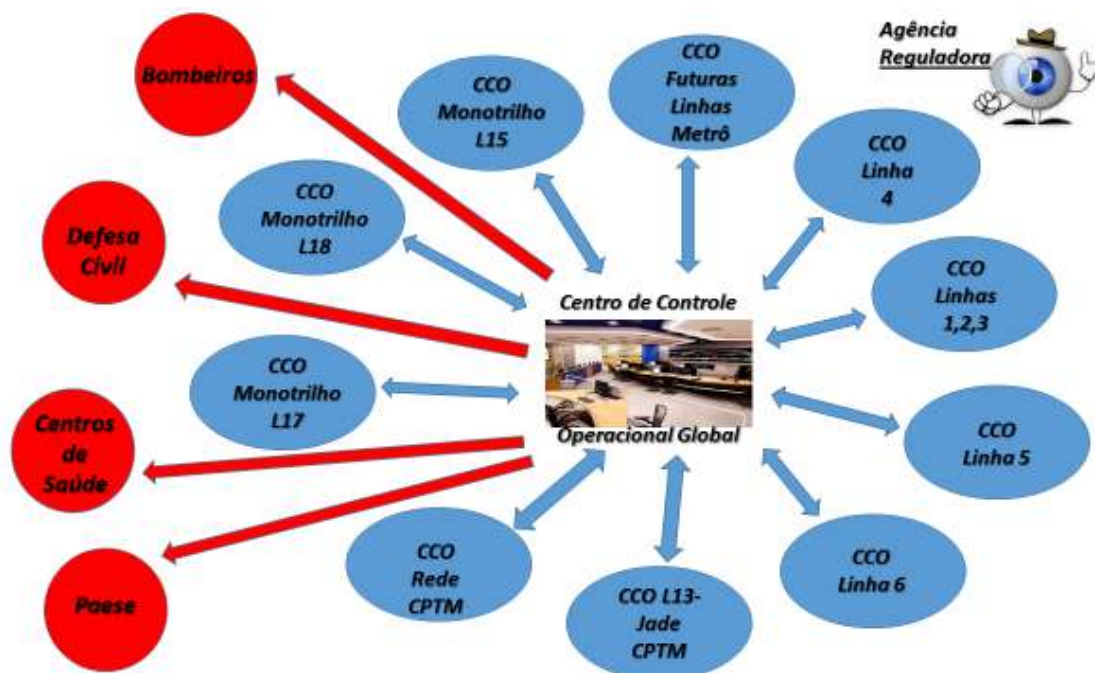 Bombeiros
CCO
Monotrilho
L15
CCO
Futuras
Linhas
Metrô
Agência
Reguladora
CCO
Linha
4
Defesa
Civil
CCO
Monotrilho
L18
CCO
Linhas
1,2,3
Centro de Controle
Operacional Global
CCO
Monotrilho
L17
Centros
de
Saúde
CCO
Linha 5
CCO
Rede
CPTM
CCO L13-
Jade
CPTM
CCO
Linha 6
Paese